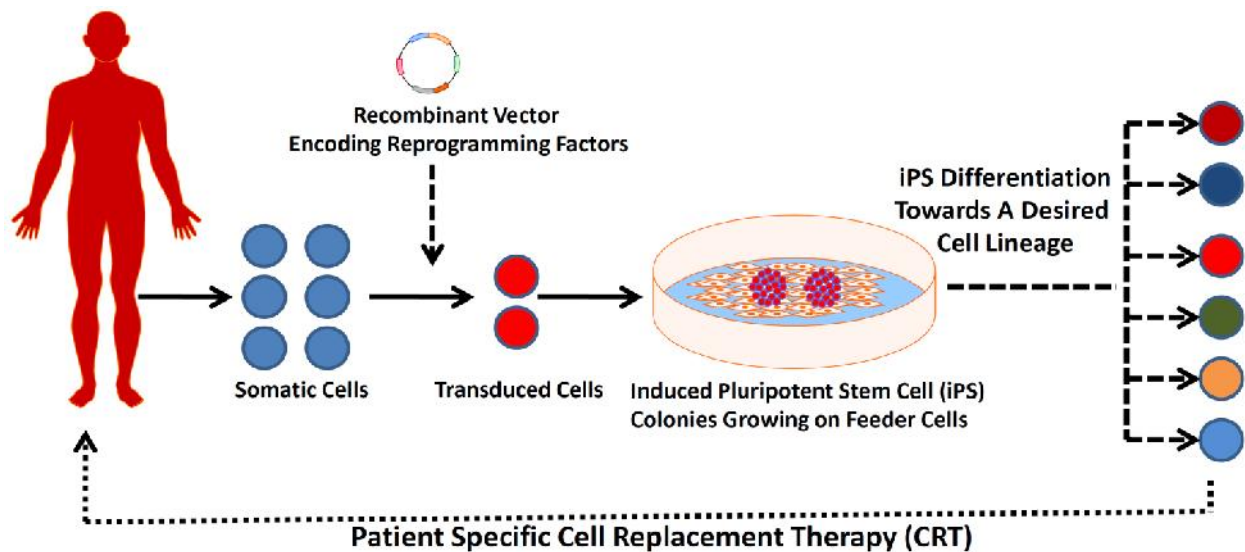 Recombinant Vector
Encoding Reprogramming Factors
iPS Differentiation
Towards A Desired
Cell Lineage
Somatic Cells
Transduced Cells
Induced Pluripotent Stem Cell (iPS)
Colonies Growing on Feeder Cells
Patient Specific Cell Replacement Therapy (CRT)